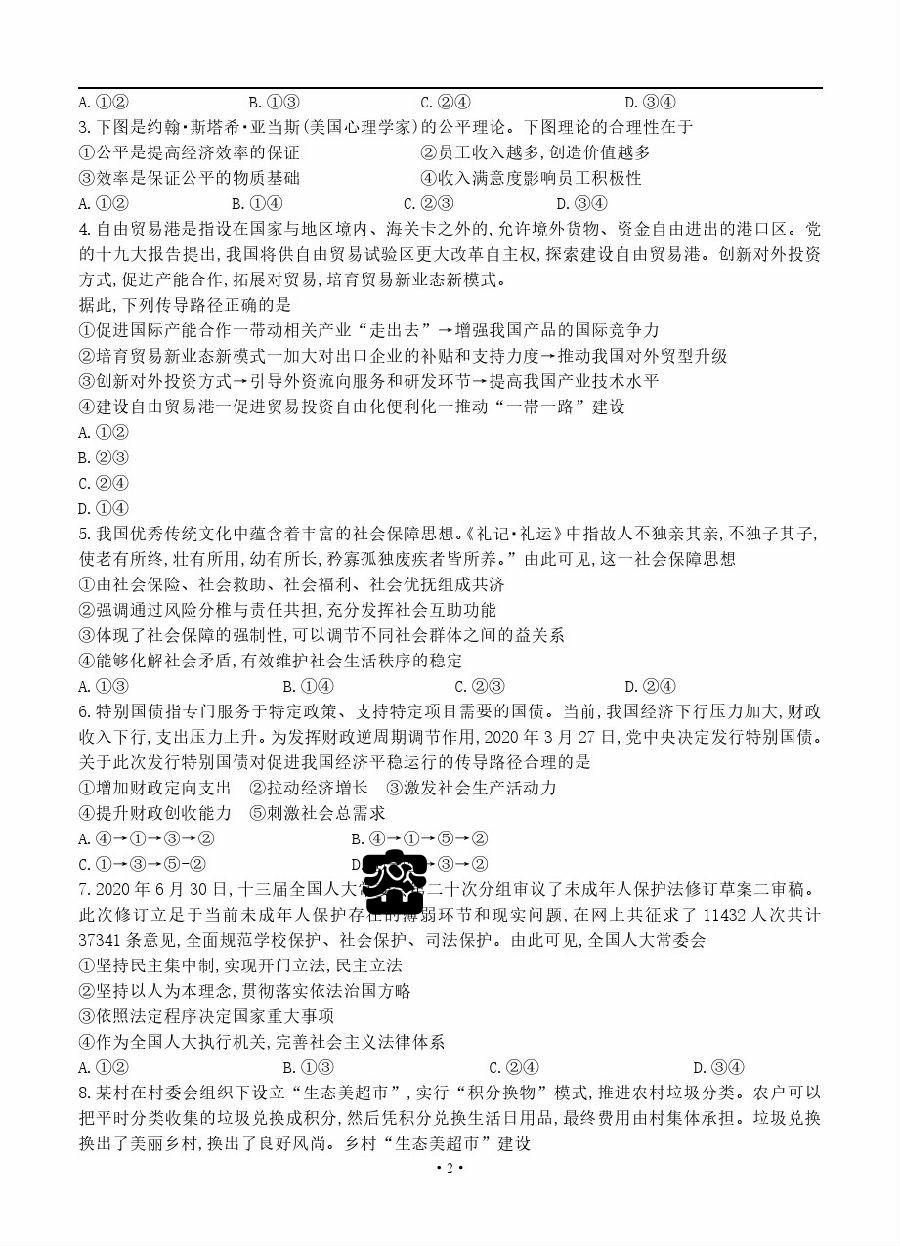 A. ①② B. ①③ C. ②④ D. ③④
3. 下图是约翰·斯塔希·亚当斯(美国心理学家)的公平理论。下图理论的合理性在于
①公平是提高经济效率的保证 ②员工收入越多,创造价值越多
③效率是保证公平的物质基础 ④收入满意度影响员工积极性
A. ①② B. ①④ C. ②③ D. ③④
4. 自由贸易港是指设在国家与地区境内、海关卡之外的,允许境外货物、资金自由进出的港口区。党
的十九大报告提出,我国将供自由贸易试验区更大改革自主权,探索建设自由贸易港。创新对外投资
方式,促进产能合作,拓展对贸易,培育贸易新业态新模式。
据此,下列传导路径正确的是
①促进国际产能合作一带动相关产业“走出去”→增强我国产品的国际竞争力
②培育贸易新业态新模式一加大对出口企业的补贴和支持力度→推动我国对外贸型升级
③创新对外投资方式→引导外资流向服务和研发环节→提高我国产业技术水平
④建设自由贸易港一促进贸易投资自由化便利化一推动“一带一路”建设
A. ①②
B. ②③
C. ②④
D. ①④
5. 我国优秀传统文化中蕴含着丰富的社会保障思想。《礼记·礼运》中指故人不独亲其亲,不独子其子,
使老有所终,壮有所用,幼有所长,矜寡孤独废疾者皆所养。”由此可见,这一社会保障思想
①由社会保险、社会救助、社会福利、社会优抚组成共济
②强调通过风险分椎与责任共担,充分发挥社会互助功能
③体现了社会保障的强制性,可以调节不同社会群体之间的益关系
④能够化解社会矛盾,有效维护社会生活秩序的稳定
A. ①③ B. ①④ C. ②③ D. ②④
6. 特别国债指专门服务于特定政策、支持特定项目需要的国债。当前,我国经济下行压力加大,财政
收入下行,支出压力上升。为发挥财政逆周期调节作用,2020 年 3 月 27 日,党中央决定发行特别国债。
关于此次发行特别国债对促进我国经济平稳运行的传导路径合理的是
①增加财政定向支出 ②拉动经济增长 ③激发社会生产活动力
④提升财政创收能力 ⑤刺激社会总需求
A. ④→①→③→② B. ④→①→⑤→②
C. ①→③→⑤-② D. →③→②
7. 2020 年 6 月 30 日,十三届全国人大 二十次分组审议了未成年人保护法修订草案二审稿。
此次修订立足于当前未成年人保护存在的薄弱环节和现实问题,在网上共征求了 11432 人次共计
37341 条意见,全面规范学校保护、社会保护、司法保护。由此可见,全国人大常委会
①坚持民主集中制,实现开门立法,民主立法
②坚持以人为本理念,贯彻落实依法治国方略
③依照法定程序决定国家重大事项
④作为全国人大执行机关,完善社会主义法律体系
A. ①② B. ①③ C. ②④ D. ③④
8. 某村在村委会组织下设立“生态美超市”,实行“积分换物”模式,推进农村垃圾分类。农户可以
把平时分类收集的垃圾兑换成积分,然后凭积分兑换生活日用品,最终费用由村集体承担。垃圾兑换
换出了美丽乡村,换出了良好风尚。乡村“生态美超市”建设
·2·